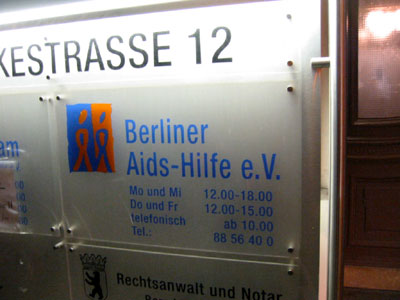 KESTRASSE 12
am
Berliner
Aids-Hilfe e.V.
Mo und Mi 12.00-18.00
Do und Fr 12.00-15.00
telefonisch ab 10.00
Tel.: 88 56 40 0
Rechtsanwalt und Notar